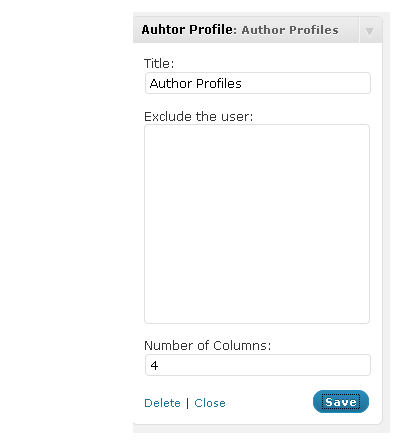 Auhtor Profile: Author Profiles
Title:
Author Profiles
Exclude the user:
Number of Columns:
4
Delete | Close
Save